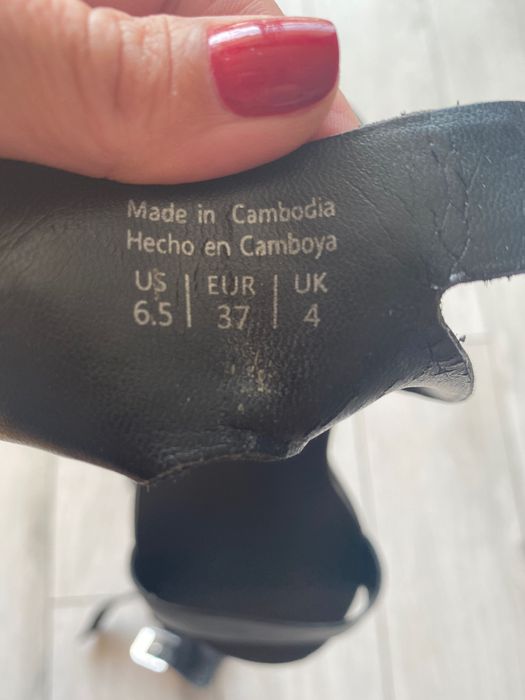 Made in Cambodia
Hecho en Camboya
US | EUR | UK
6.5 | 37 | 4